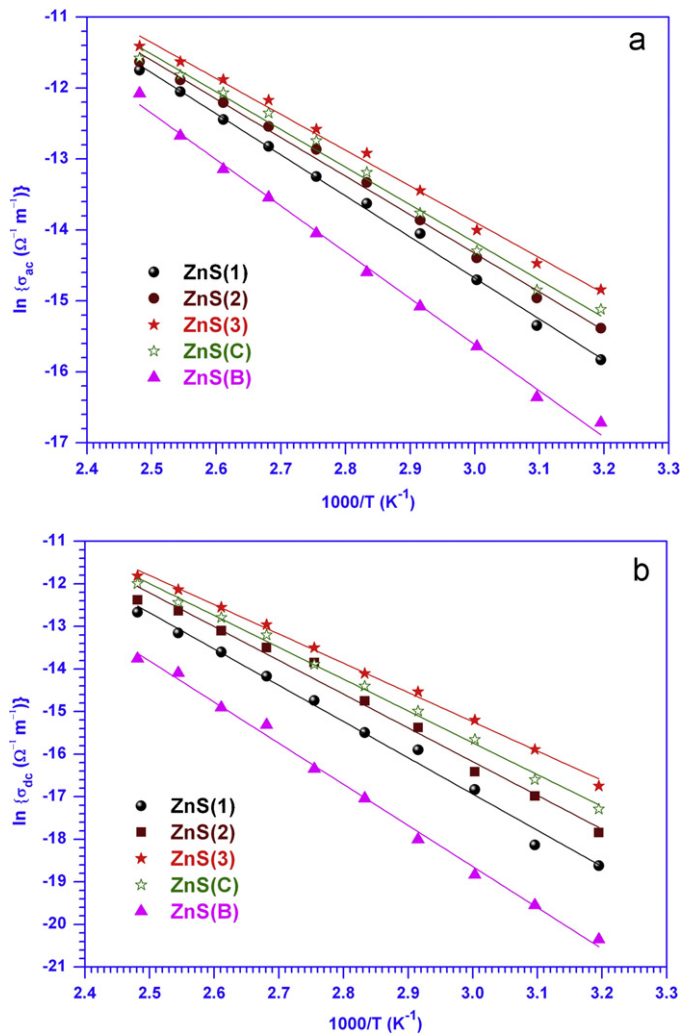 a
-11
-12
-13
-14
-15
-16
-17
ln {σac (Ω⁻¹ m⁻¹)}
ZnS(1)
ZnS(2)
ZnS(3)
ZnS(C)
ZnS(B)
2.4 2.5 2.6 2.7 2.8 2.9 3.0 3.1 3.2 3.3
1000/T (K⁻¹)
b
-11
-12
-13
-14
-15
-16
-17
-18
-19
-20
-21
ln {σdc (Ω⁻¹ m⁻¹)}
ZnS(1)
ZnS(2)
ZnS(3)
ZnS(C)
ZnS(B)
2.4 2.5 2.6 2.7 2.8 2.9 3.0 3.1 3.2 3.3
1000/T (K⁻¹)